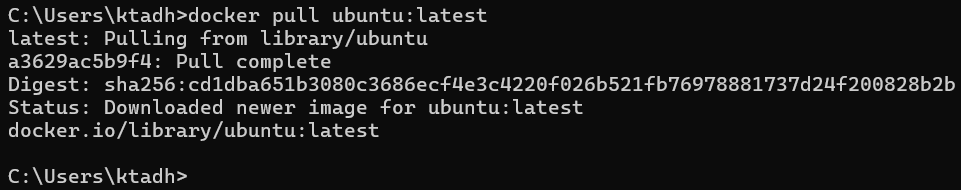 C:\Users\ktadh>docker pull ubuntu:latest
latest: Pulling from library/ubuntu
a3629ac5b9f4: Pull complete
Digest: sha256:cd1dba651b3080c3686ecf4e3c4220f026b521fb76978881737d24f200828b2b
Status: Downloaded newer image for ubuntu:latest
docker.io/library/ubuntu:latest
C:\Users\ktadh>